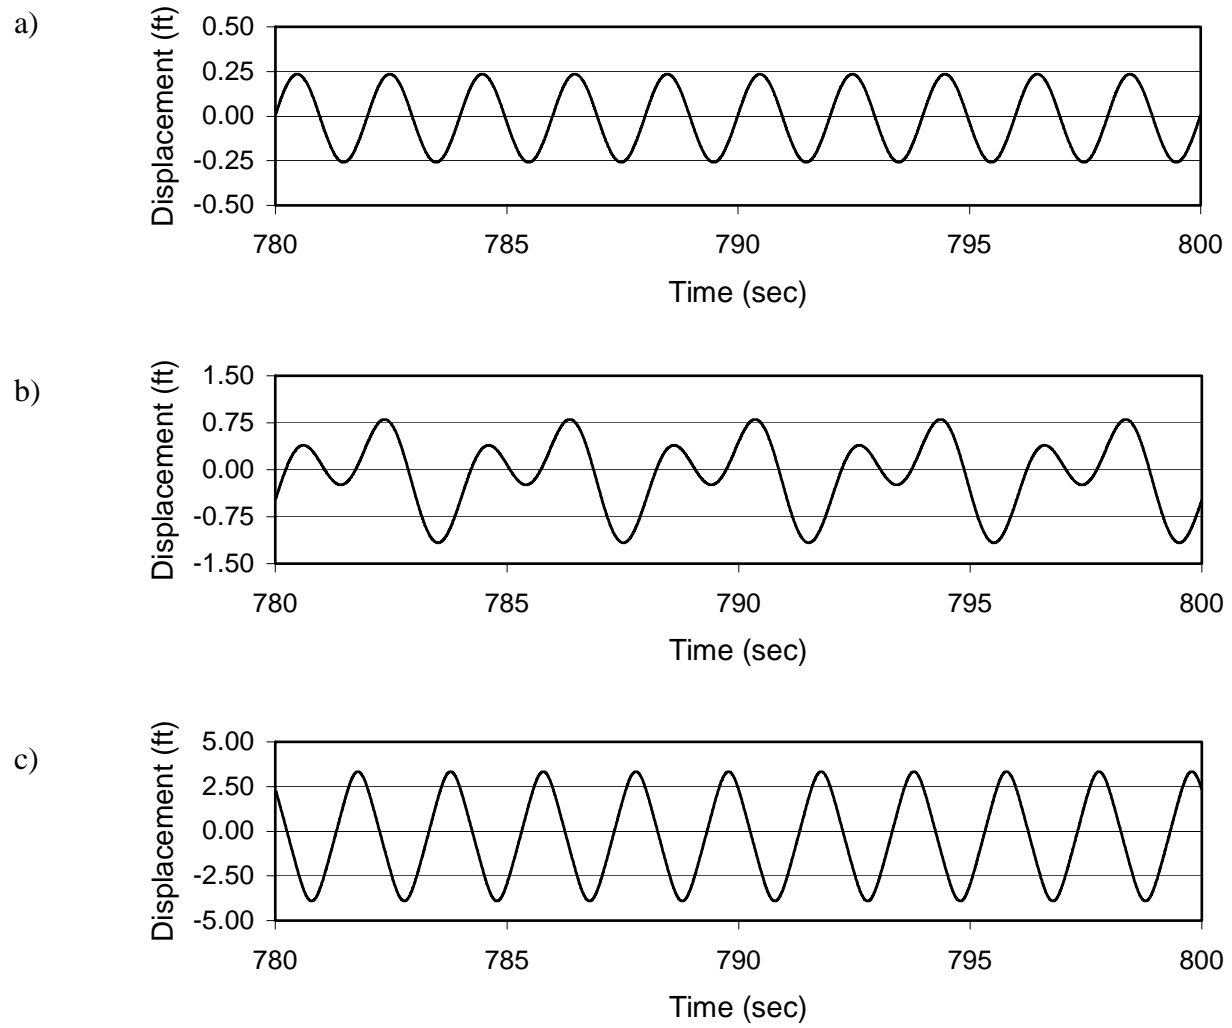 a)
Displacement (ft)
0.50
0.25
0.00
-0.25
-0.50
780 785 790 795 800
Time (sec)
b)
Displacement (ft)
1.50
0.75
0.00
-0.75
-1.50
780 785 790 795 800
Time (sec)
c)
Displacement (ft)
5.00
2.50
0.00
-2.50
-5.00
780 785 790 795 800
Time (sec)